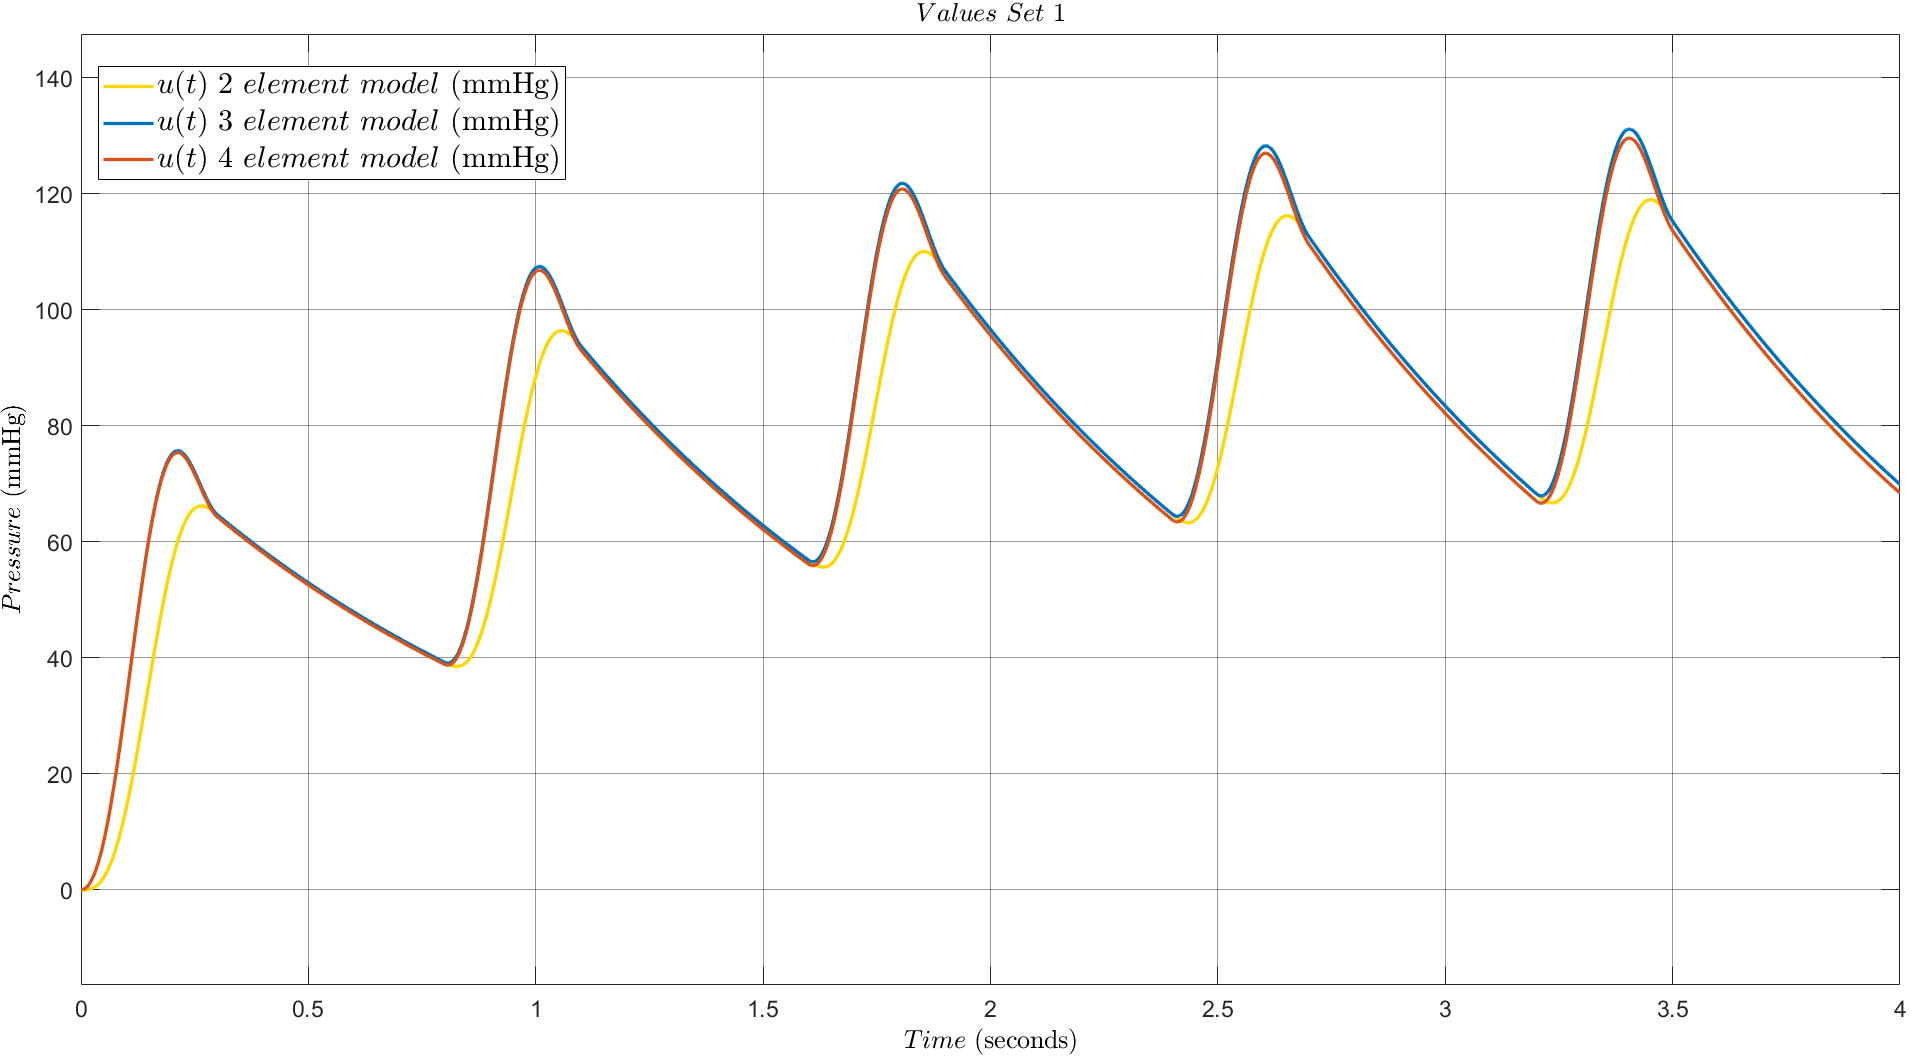 Values Set 1
140
120
100
80
60
40
20
0
u(t) 2 element model (mmHg)
u(t) 3 element model (mmHg)
u(t) 4 element model (mmHg)
Pressure (mmHg)
0 0.5 1 1.5 2 2.5 3 3.5 4
Time (seconds)